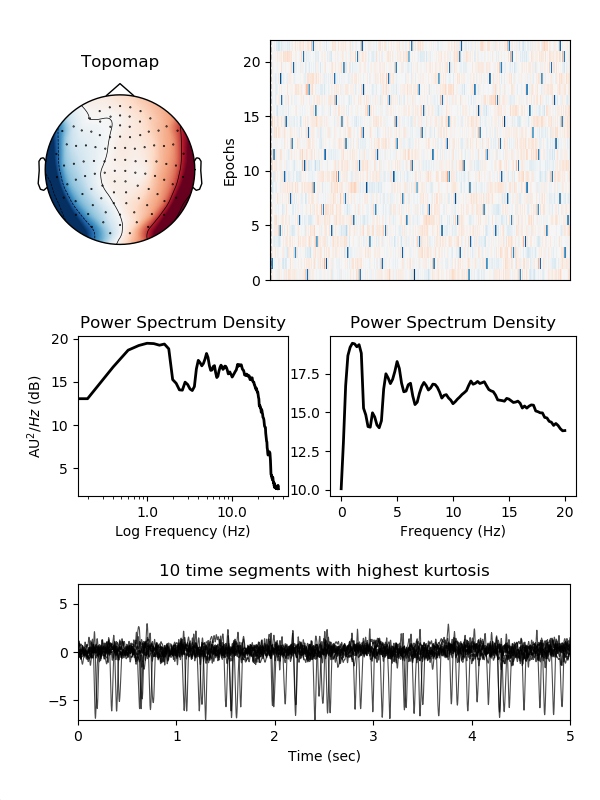 Topomap
Epochs
20
15
10
5
0
Power Spectrum Density
AU²/Hz (dB)
20
15
10
5
1.0 10.0
Log Frequency (Hz)
Power Spectrum Density
17.5
15.0
12.5
10.0
0 5 10 15 20
Frequency (Hz)
10 time segments with highest kurtosis
5
0
−5
0 1 2 3 4 5
Time (sec)